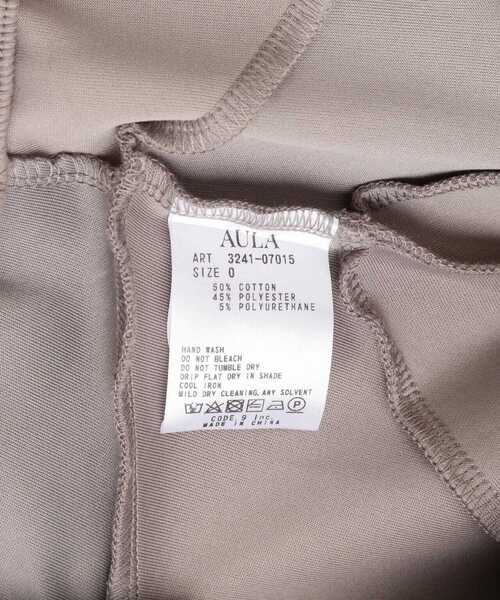 AULA
ART 3241-07015
SIZE 0
50% COTTON
45% POLYESTER
5% POLYURETHANE
HAND WASH
DO NOT BLEACH
DO NOT TUMBLE DRY
DRIP FLAT DRY IN SHADE
COOL IRON
MILD DRY CLEANING, ANY SOLVENT
P
CODE 9 Inc.
MADE IN CHINA